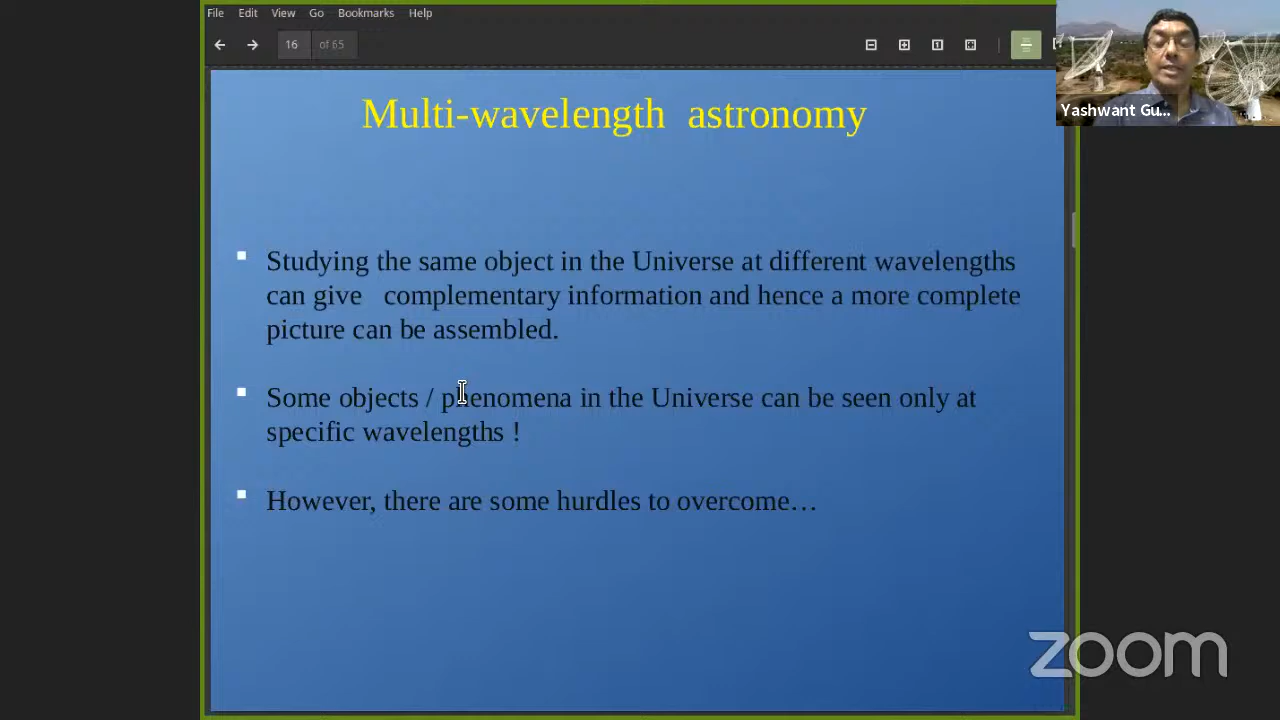 File Edit View Go Bookmarks Help
16 of 65
Yashwant Gu...
Multi-wavelength astronomy
Studying the same object in the Universe at different wavelengths
can give complementary information and hence a more complete
picture can be assembled.
Some objects / phenomena in the Universe can be seen only at
specific wavelengths !
However, there are some hurdles to overcome…
zoom